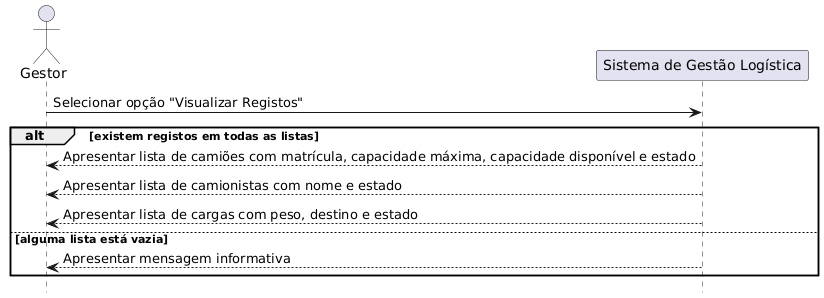 Gestor
Sistema de Gestão Logística
Selecionar opção "Visualizar Registos"
alt
[existem registos em todas as listas]
Apresentar lista de camiões com matrícula, capacidade máxima, capacidade disponível e estado
Apresentar lista de camionistas com nome e estado
Apresentar lista de cargas com peso, destino e estado
[alguma lista está vazia]
Apresentar mensagem informativa